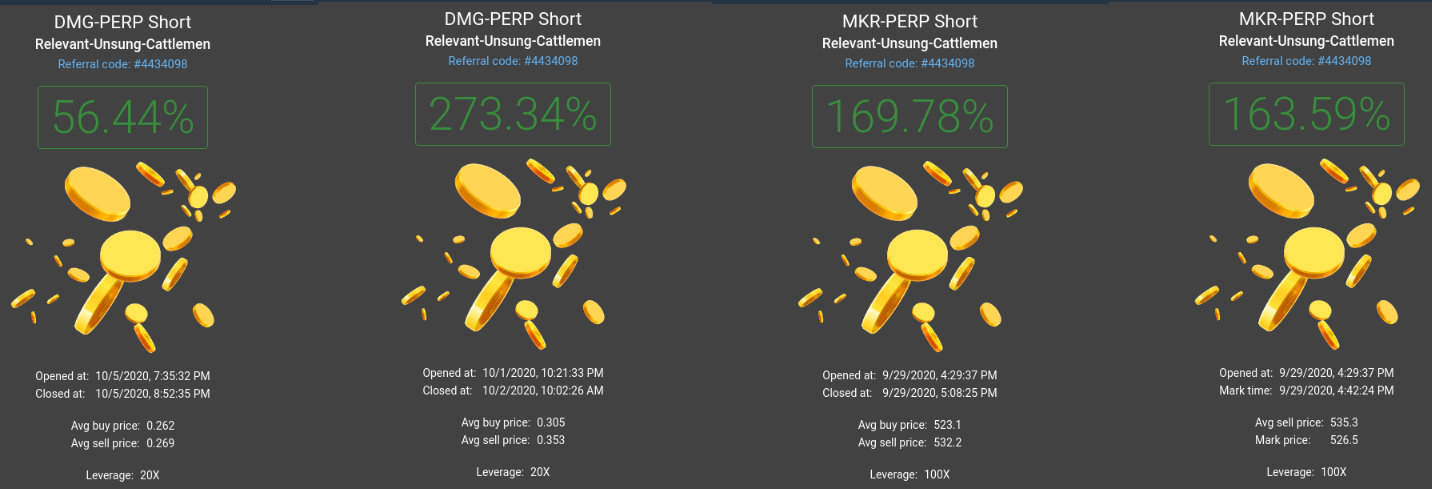 DMG-PERP Short
Relevant-Unsung-Cattlemen
Referral code: #4434098
56.44%
Opened at: 10/5/2020, 7:35:32 PM
Closed at: 10/5/2020, 8:52:35 PM
Avg buy price: 0.262
Avg sell price: 0.269
Leverage: 20X
DMG-PERP Short
Relevant-Unsung-Cattlemen
Referral code: #4434098
273.34%
Opened at: 10/1/2020, 10:21:33 PM
Closed at: 10/2/2020, 10:02:26 AM
Avg buy price: 0.305
Avg sell price: 0.353
Leverage: 20X
MKR-PERP Short
Relevant-Unsung-Cattlemen
Referral code: #4434098
169.78%
Opened at: 9/29/2020, 4:29:37 PM
Closed at: 9/29/2020, 5:08:25 PM
Avg buy price: 523.1
Avg sell price: 532.2
Leverage: 100X
MKR-PERP Short
Relevant-Unsung-Cattlemen
Referral code: #4434098
163.59%
Opened at: 9/29/2020, 4:29:37 PM
Mark time: 9/29/2020, 4:42:24 PM
Avg sell price: 535.3
Mark price: 526.5
Leverage: 100X